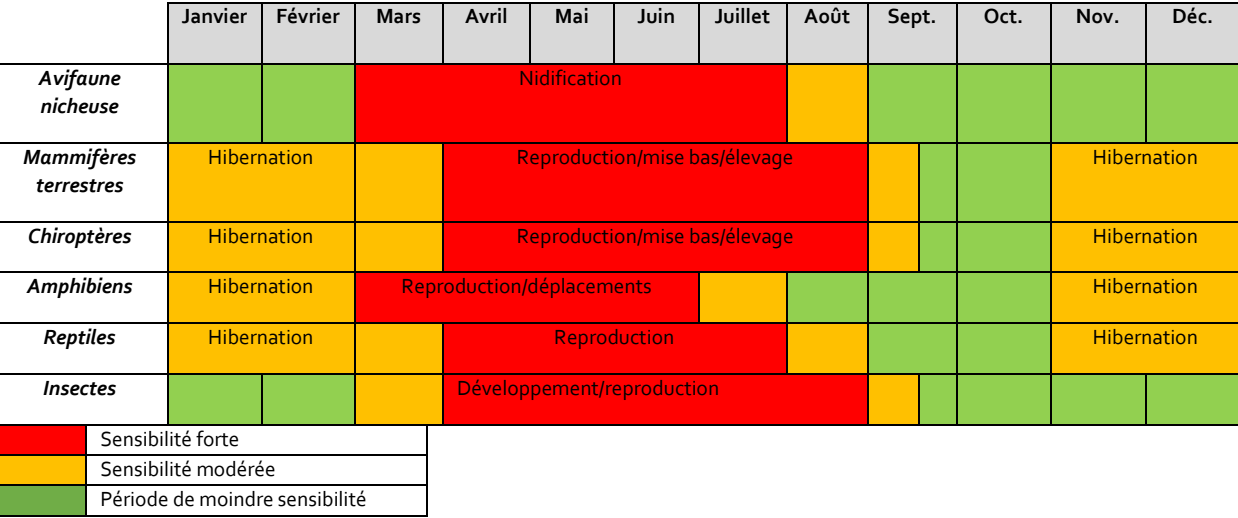 Janvier Février Mars Avril Mai Juin Juillet Août Sept. Oct. Nov. Déc.
Avifaune
nicheuse
Nidification
Mammifères
terrestres
Hibernation Reproduction/mise bas/élevage Hibernation
Chiroptères Hibernation Reproduction/mise bas/élevage Hibernation
Amphibiens Hibernation Reproduction/déplacements Hibernation
Reptiles Hibernation Reproduction Hibernation
Insectes Développement/reproduction
Sensibilité forte
Sensibilité modérée
Période de moindre sensibilité